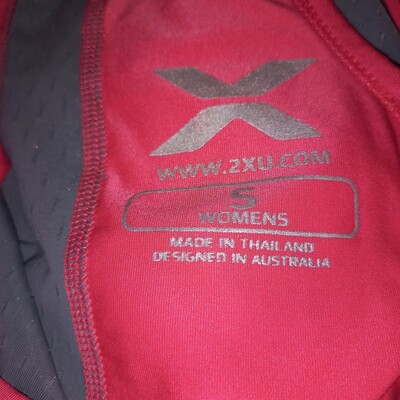 WWW.2XU.COM
S
WOMENS
MADE IN THAILAND
DESIGNED IN AUSTRALIA